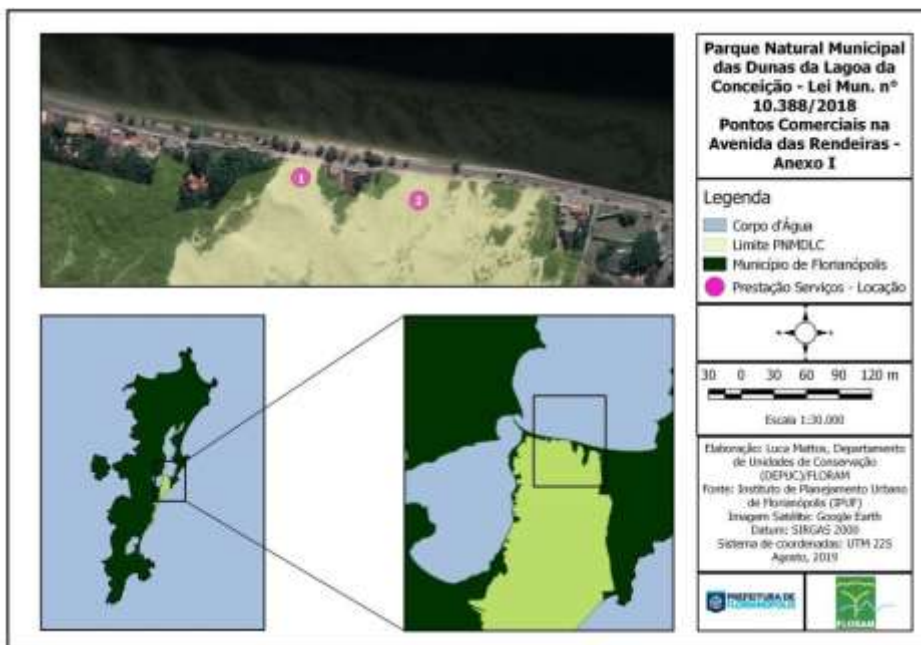 Parque Natural Municipal
das Dunas da Lagoa da
Conceição - Lei Mun. nº
10.388/2018
Pontos Comerciais na
Avenida das Rendeiras -
Anexo I
1
2
Legenda
Corpo d'Água
Limite PNMDLC
Município de Florianópolis
Prestação Serviços - Locação
30 0 30 60 90 120 m
Escala 1:30.000
Elaboração: Luca Mattos, Departamento
de Unidades de Conservação
(DEPUC)/FLORAM
Fonte: Instituto de Planejamento Urbano
de Florianópolis (IPUF)
Imagem Satélite: Google Earth
Datum: SIRGAS 2000
Sistema de coordenadas: UTM 22S
Agosto, 2019
PREFEITURA DE
FLORIANÓPOLIS
FLORAM